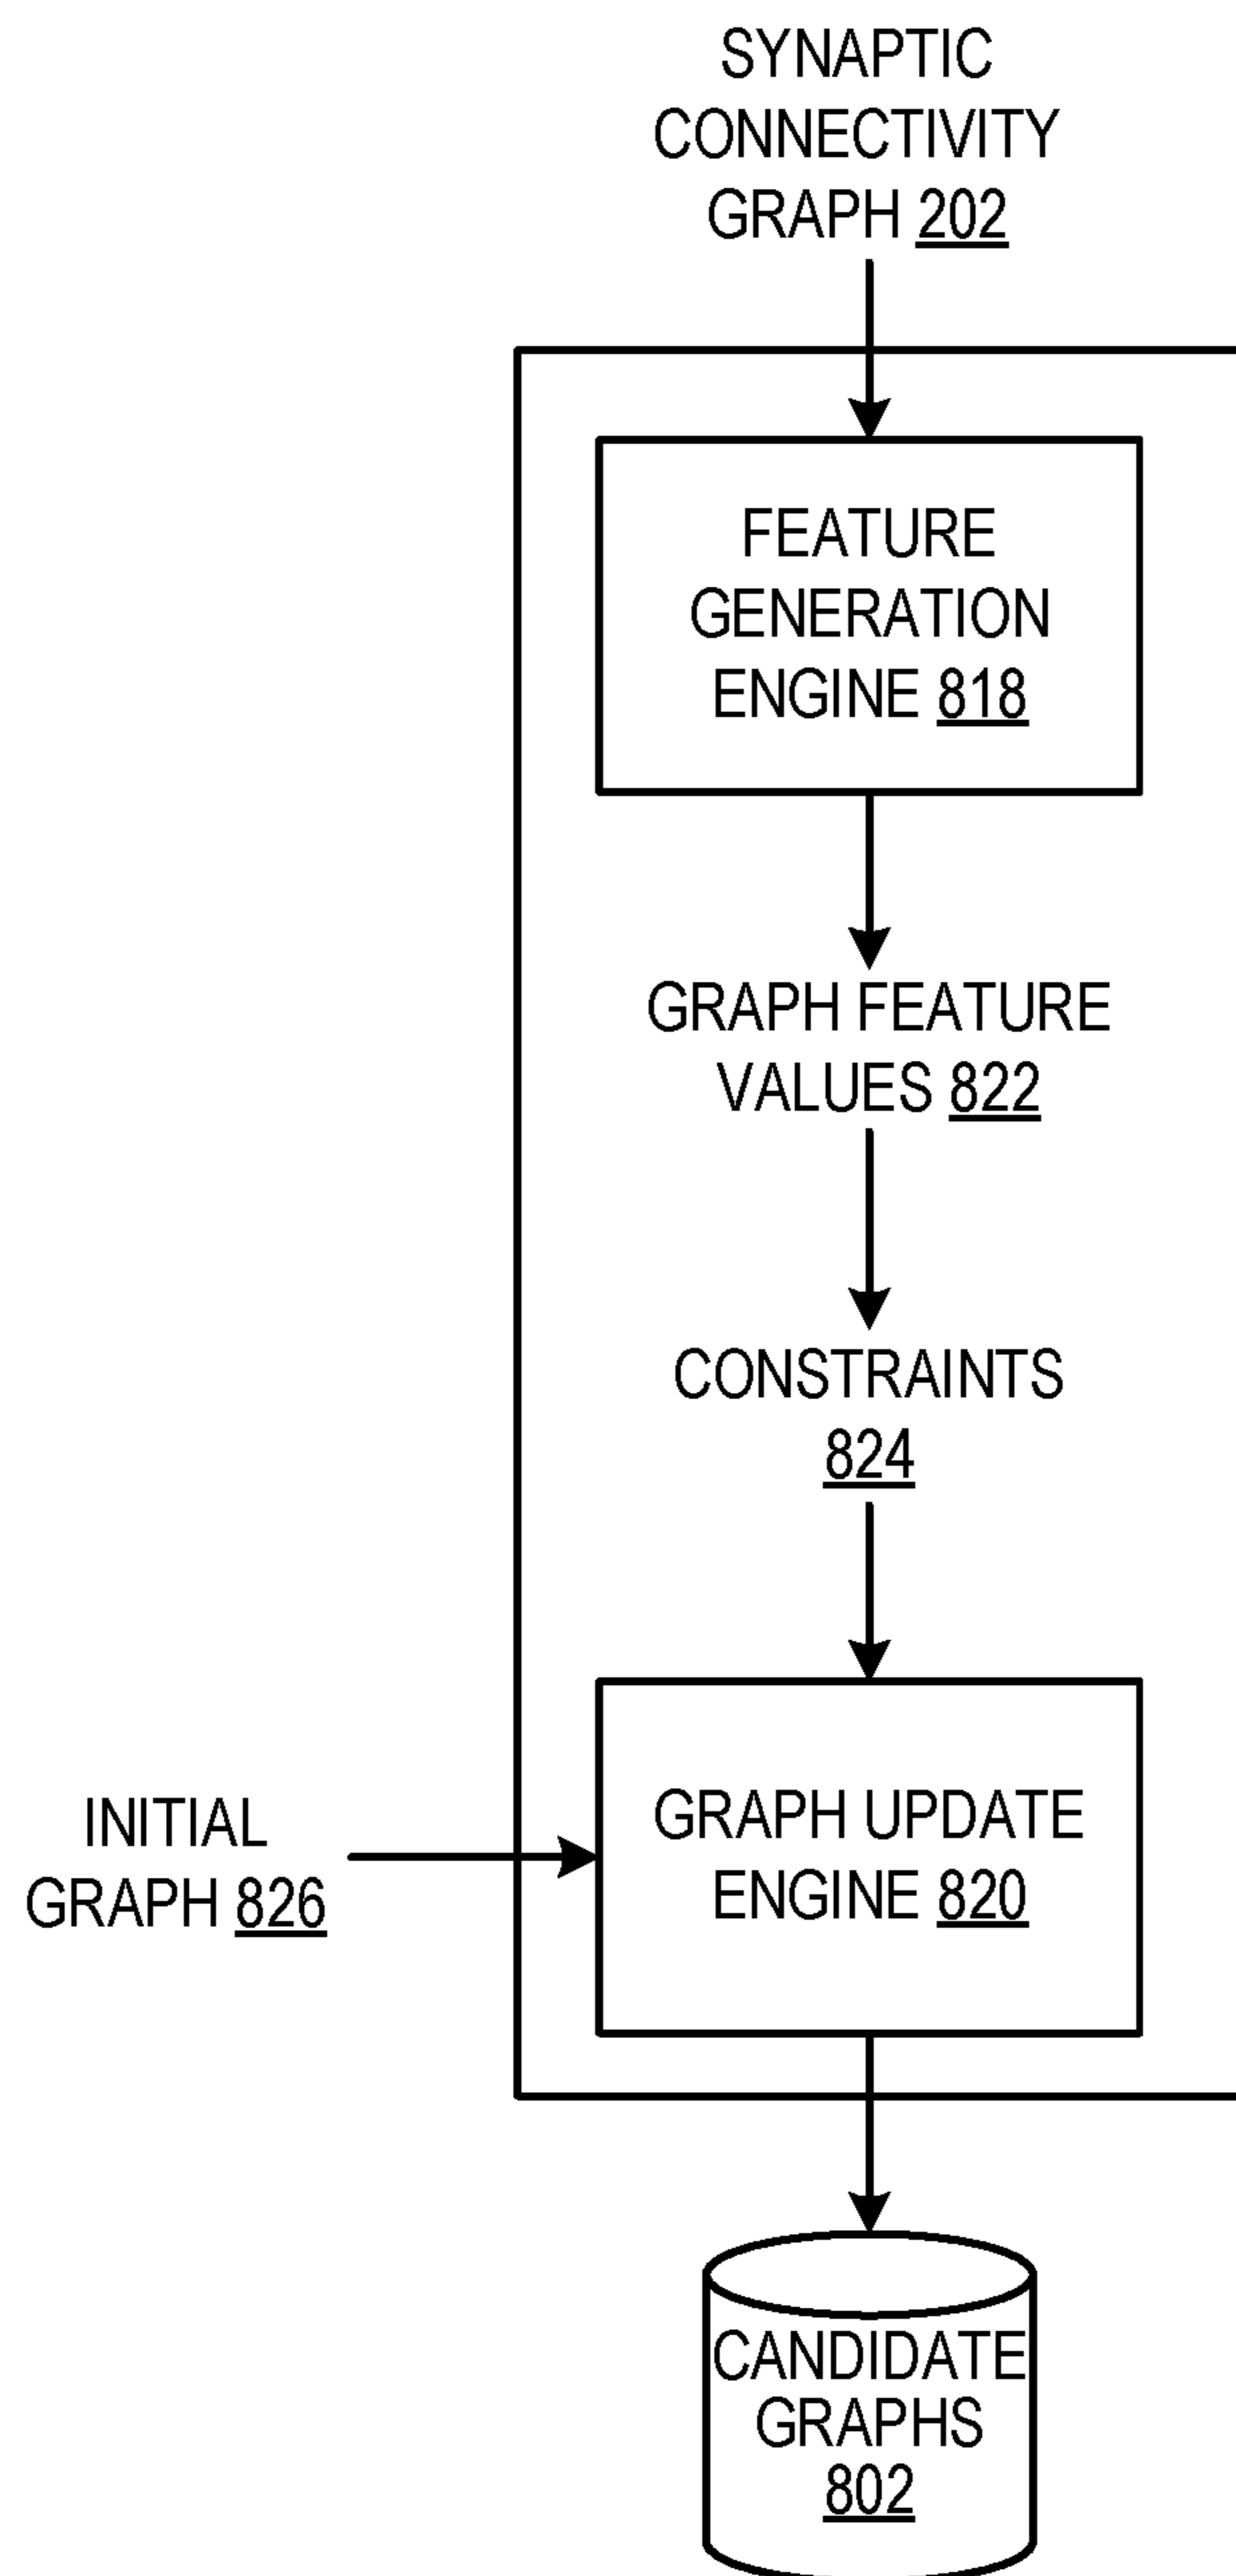 SYNAPTIC
CONNECTIVITY
GRAPH 202
FEATURE
GENERATION
ENGINE 818
GRAPH FEATURE
VALUES 822
CONSTRAINTS
824
INITIAL
GRAPH 826
GRAPH UPDATE
ENGINE 820
CANDIDATE
GRAPHS
802